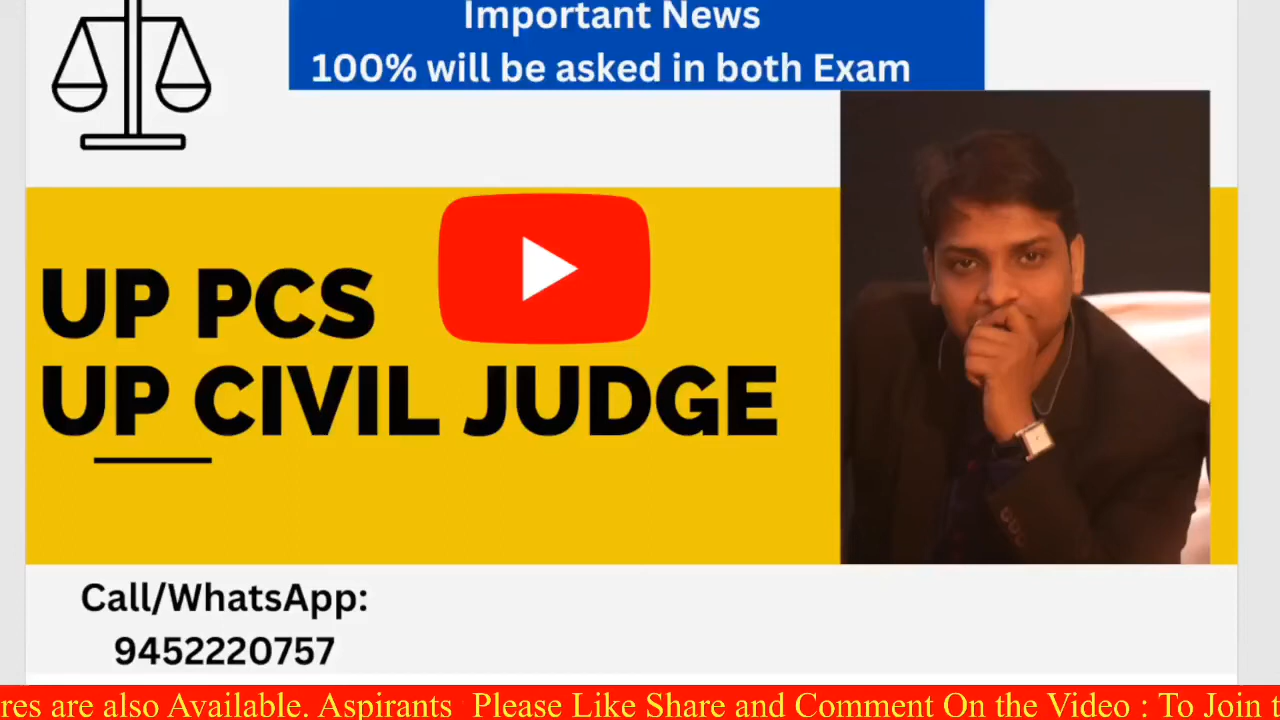 Important News
100% will be asked in both Exam
UP PCS
UP CIVIL JUDGE
Call/WhatsApp:
9452220757
res are also Available. Aspirants Please Like Share and Comment On the Video : To Join t